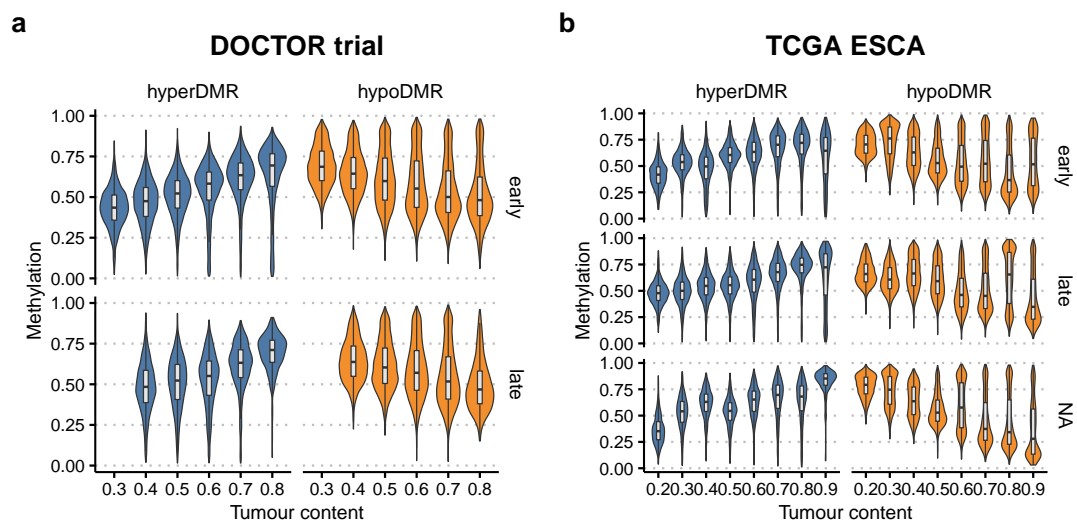 a
DOCTOR trial
hyperDMR hypoDMR
Methylation
1.00
0.75
0.50
0.25
0.00
early
1.00
0.75
0.50
0.25
0.00
late
0.3 0.4 0.5 0.6 0.7 0.8 0.3 0.4 0.5 0.6 0.7 0.8
Tumour content
b
TCGA ESCA
hyperDMR hypoDMR
Methylation
1.00
0.75
0.50
0.25
0.00
early
1.00
0.75
0.50
0.25
0.00
late
1.00
0.75
0.50
0.25
0.00
NA
0.20.30.40.50.60.70.80.9 0.20.30.40.50.60.70.80.9
Tumour content